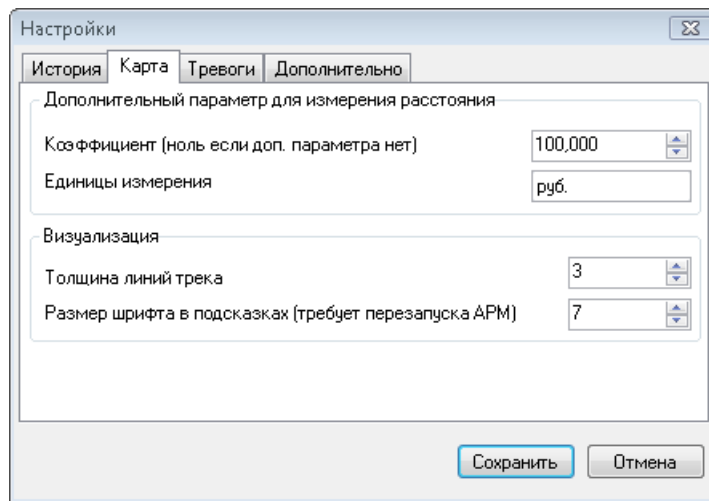 Настройки
История Карта Тревоги Дополнительно
Дополнительный параметр для измерения расстояния
Коэффициент (ноль если доп. параметра нет) 100,000
Единицы измерения руб.
Визуализация
Толщина линий трека 3
Размер шрифта в подсказках (требует перезапуска АРМ) 7
Сохранить Отмена